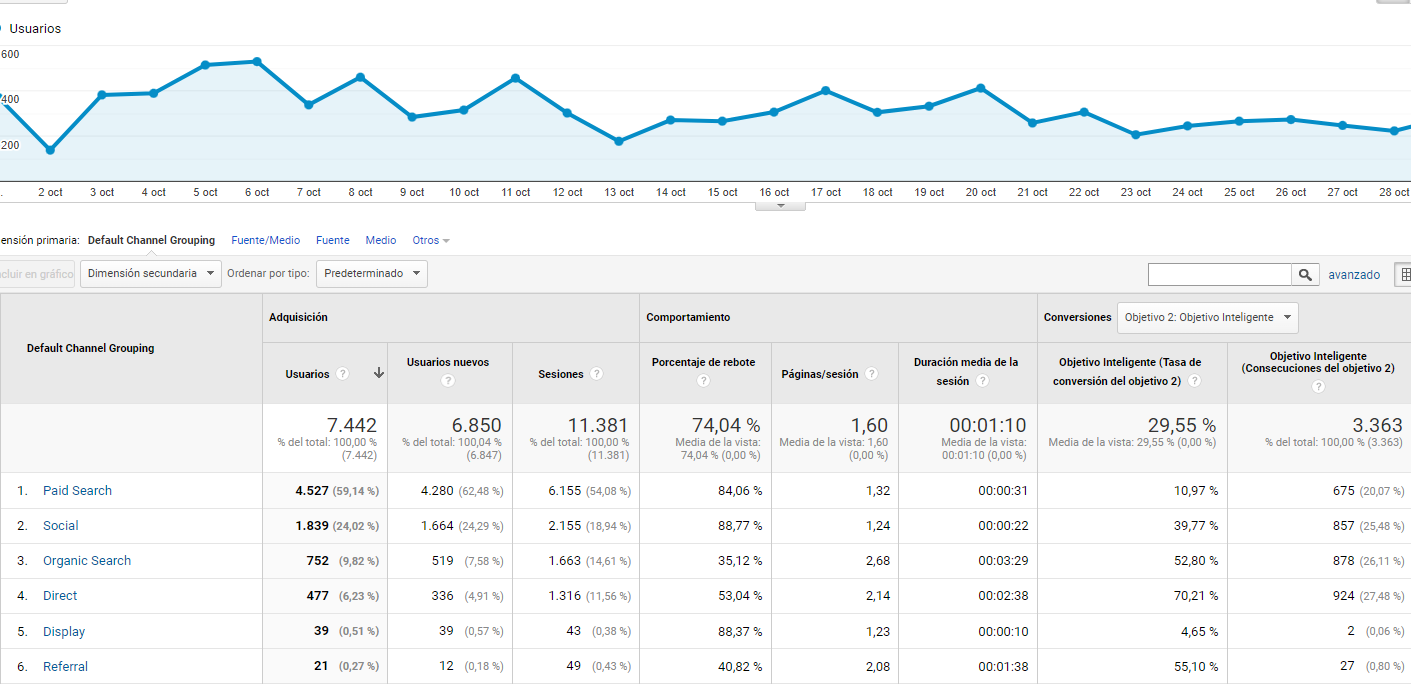 Usuarios
600
400
200
2 oct 3 oct 4 oct 5 oct 6 oct 7 oct 8 oct 9 oct 10 oct 11 oct 12 oct 13 oct 14 oct 15 oct 16 oct 17 oct 18 oct 19 oct 20 oct 21 oct 22 oct 23 oct 24 oct 25 oct 26 oct 27 oct 28 oct
ensión primaria: Default Channel Grouping Fuente/Medio Fuente Medio Otros
cluir en gráfico Dimensión secundaria Ordenar por tipo: Predeterminado avanzado
Default Channel Grouping
Adquisición Comportamiento Conversiones Objetivo 2: Objetivo Inteligente
Usuarios ?
Usuarios nuevos
?
Sesiones ?
Porcentaje de rebote
?
Páginas/sesión ?
Duración media de la
sesión ?
Objetivo Inteligente (Tasa de
conversión del objetivo 2) ?
Objetivo Inteligente
(Consecuciones del objetivo 2)
?
7.442
% del total: 100,00 %
(7.442)
6.850
% del total: 100,04 %
(6.847)
11.381
% del total: 100,00 %
(11.381)
74,04 %
Media de la vista:
74,04 % (0,00 %)
1,60
Media de la vista: 1,60
(0,00 %)
00:01:10
Media de la vista:
00:01:10 (0,00 %)
29,55 %
Media de la vista: 29,55 % (0,00 %)
3.363
% del total: 100,00 % (3.363)
1. Paid Search 4.527 (59,14 %) 4.280 (62,48 %) 6.155 (54,08 %) 84,06 % 1,32 00:00:31 10,97 % 675 (20,07 %)
2. Social 1.839 (24,02 %) 1.664 (24,29 %) 2.155 (18,94 %) 88,77 % 1,24 00:00:22 39,77 % 857 (25,48 %)
3. Organic Search 752 (9,82 %) 519 (7,58 %) 1.663 (14,61 %) 35,12 % 2,68 00:03:29 52,80 % 878 (26,11 %)
4. Direct 477 (6,23 %) 336 (4,91 %) 1.316 (11,56 %) 53,04 % 2,14 00:02:38 70,21 % 924 (27,48 %)
5. Display 39 (0,51 %) 39 (0,57 %) 43 (0,38 %) 88,37 % 1,23 00:00:10 4,65 % 2 (0,06 %)
6. Referral 21 (0,27 %) 12 (0,18 %) 49 (0,43 %) 40,82 % 2,08 00:01:38 55,10 % 27 (0,80 %)